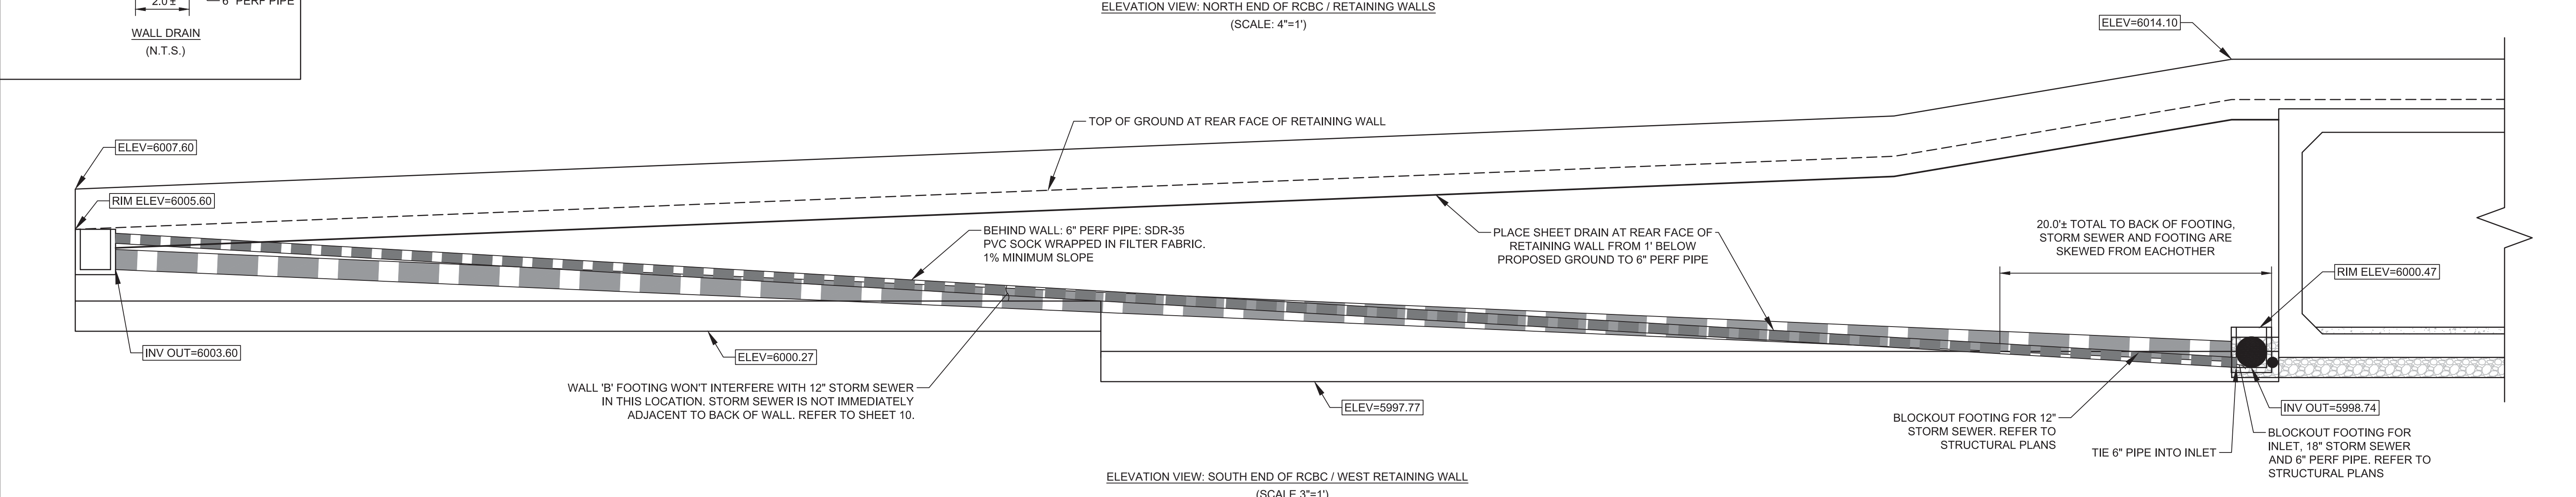 2.0'±
6" PERF PIPE
WALL DRAIN
(N.T.S.)
ELEVATION VIEW: NORTH END OF RCBC / RETAINING WALLS
(SCALE: 4"=1')
ELEV=6014.10
TOP OF GROUND AT REAR FACE OF RETAINING WALL
ELEV=6007.60
RIM ELEV=6005.60
BEHIND WALL: 6" PERF PIPE: SDR-35
PVC SOCK WRAPPED IN FILTER FABRIC.
1% MINIMUM SLOPE
PLACE SHEET DRAIN AT REAR FACE OF
RETAINING WALL FROM 1' BELOW
PROPOSED GROUND TO 6" PERF PIPE
20.0'± TOTAL TO BACK OF FOOTING,
STORM SEWER AND FOOTING ARE
SKEWED FROM EACHOTHER
RIM ELEV=6000.47
INV OUT=6003.60
ELEV=6000.27
WALL 'B' FOOTING WON'T INTERFERE WITH 12" STORM SEWER
IN THIS LOCATION. STORM SEWER IS NOT IMMEDIATELY
ADJACENT TO BACK OF WALL. REFER TO SHEET 10.
ELEV=5997.77
BLOCKOUT FOOTING FOR 12"
STORM SEWER. REFER TO
STRUCTURAL PLANS
TIE 6" PIPE INTO INLET
INV OUT=5998.74
BLOCKOUT FOOTING FOR
INLET, 18" STORM SEWER
AND 6" PERF PIPE. REFER TO
STRUCTURAL PLANS
ELEVATION VIEW: SOUTH END OF RCBC / WEST RETAINING WALL
(SCALE 3"=1')